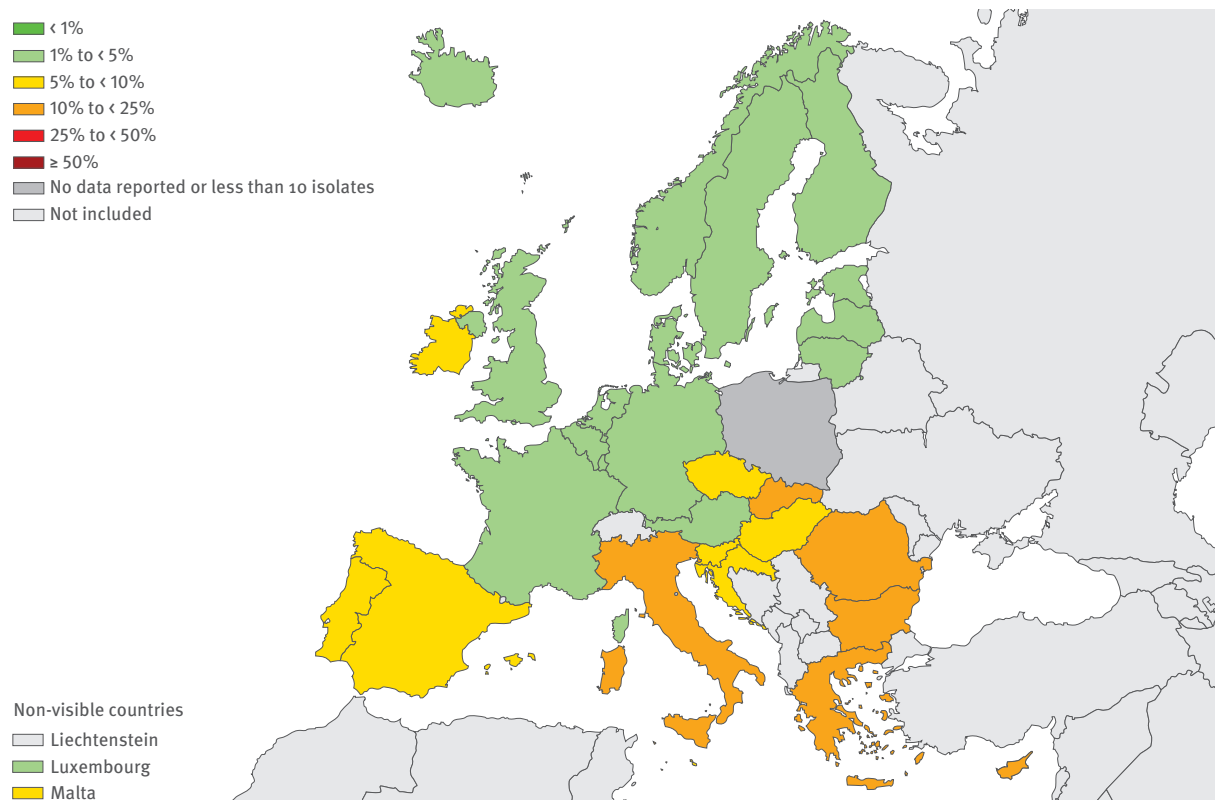 < 1%
1% to < 5%
5% to < 10%
10% to < 25%
25% to < 50%
≥ 50%
No data reported or less than 10 isolates
Not included
Non-visible countries
Liechtenstein
Luxembourg
Malta